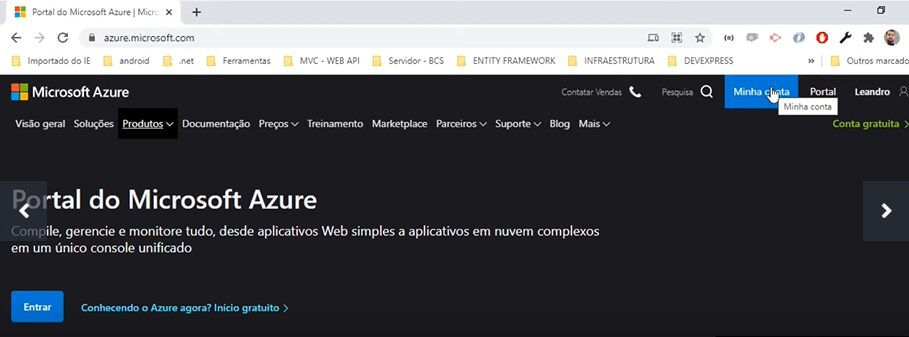 Portal do Microsoft Azure | Micro
azure.microsoft.com
Importado do IE android .net Ferramentas MVC - WEB API Servidor - BCS ENTITY FRAMEWORK INFRAESTRUTURA DEVEXPRESS » Outros marcado
Microsoft Azure Contatar Vendas Pesquisa Minha conta Portal Leandro
Minha conta
Visão geral Soluções Produtos Documentação Preços Treinamento Marketplace Parceiros Suporte Blog Mais Conta gratuita
Portal do Microsoft Azure
Compile, gerencie e monitore tudo, desde aplicativos Web simples a aplicativos em nuvem complexos
em um único console unificado
Entrar Conhecendo o Azure agora? Início gratuito